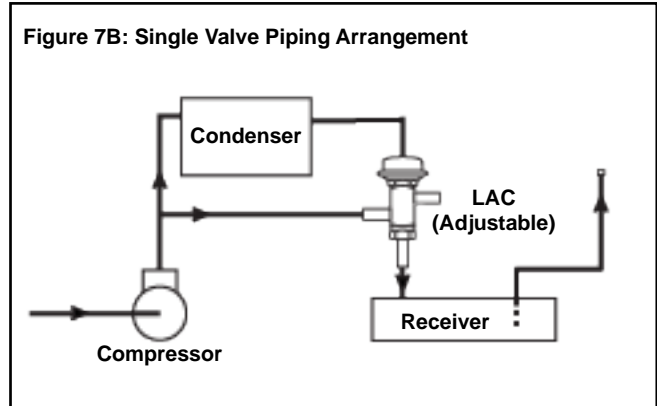 Figure 7B: Single Valve Piping Arrangement
Condenser
LAC
(Adjustable)
Receiver
Compressor